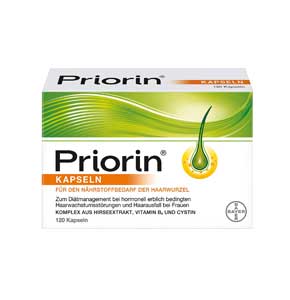 Priorin®
KAPSELN
120 Kapseln
Priorin®
KAPSELN
FÜR DEN NÄHRSTOFFBEDARF DER HAARWURZEL
Zum Diätmanagement bei hormonell erblich bedingten
Haarwachstumsstörungen und Haarausfall bei Frauen
KOMPLEX AUS HIRSEEXTRAKT, VITAMIN B₅ UND CYSTIN
120 Kapseln
BAYER